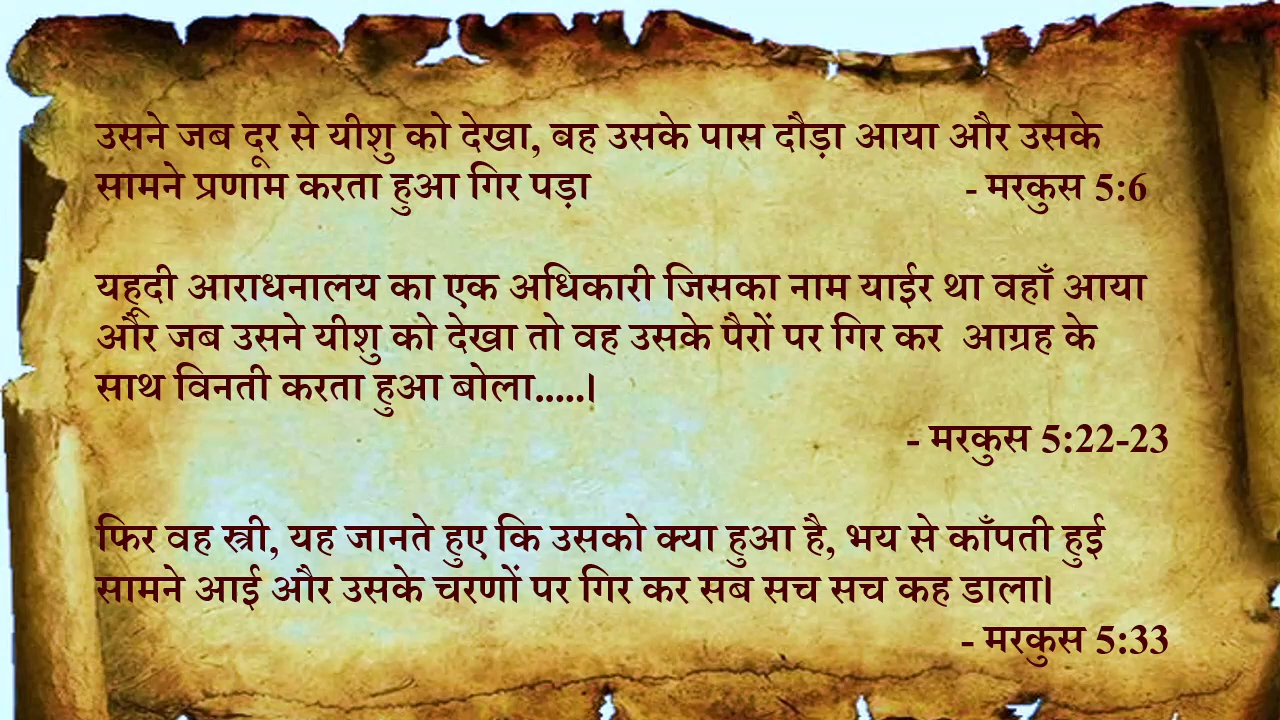 उसने जब दूर से यीशु को देखा, वह उसके पास दौड़ा आया और उसके
सामने प्रणाम करता हुआ गिर पड़ा - मरकुस 5:6
यहूदी आराधनालय का एक अधिकारी जिसका नाम याईर था वहाँ आया
और जब उसने यीशु को देखा तो वह उसके पैरों पर गिर कर आग्रह के
साथ विनती करता हुआ बोला.....।
- मरकुस 5:22-23
फिर वह स्त्री, यह जानते हुए कि उसको क्या हुआ है, भय से काँपती हुई
सामने आई और उसके चरणों पर गिर कर सब सच सच कह डाला।
- मरकुस 5:33